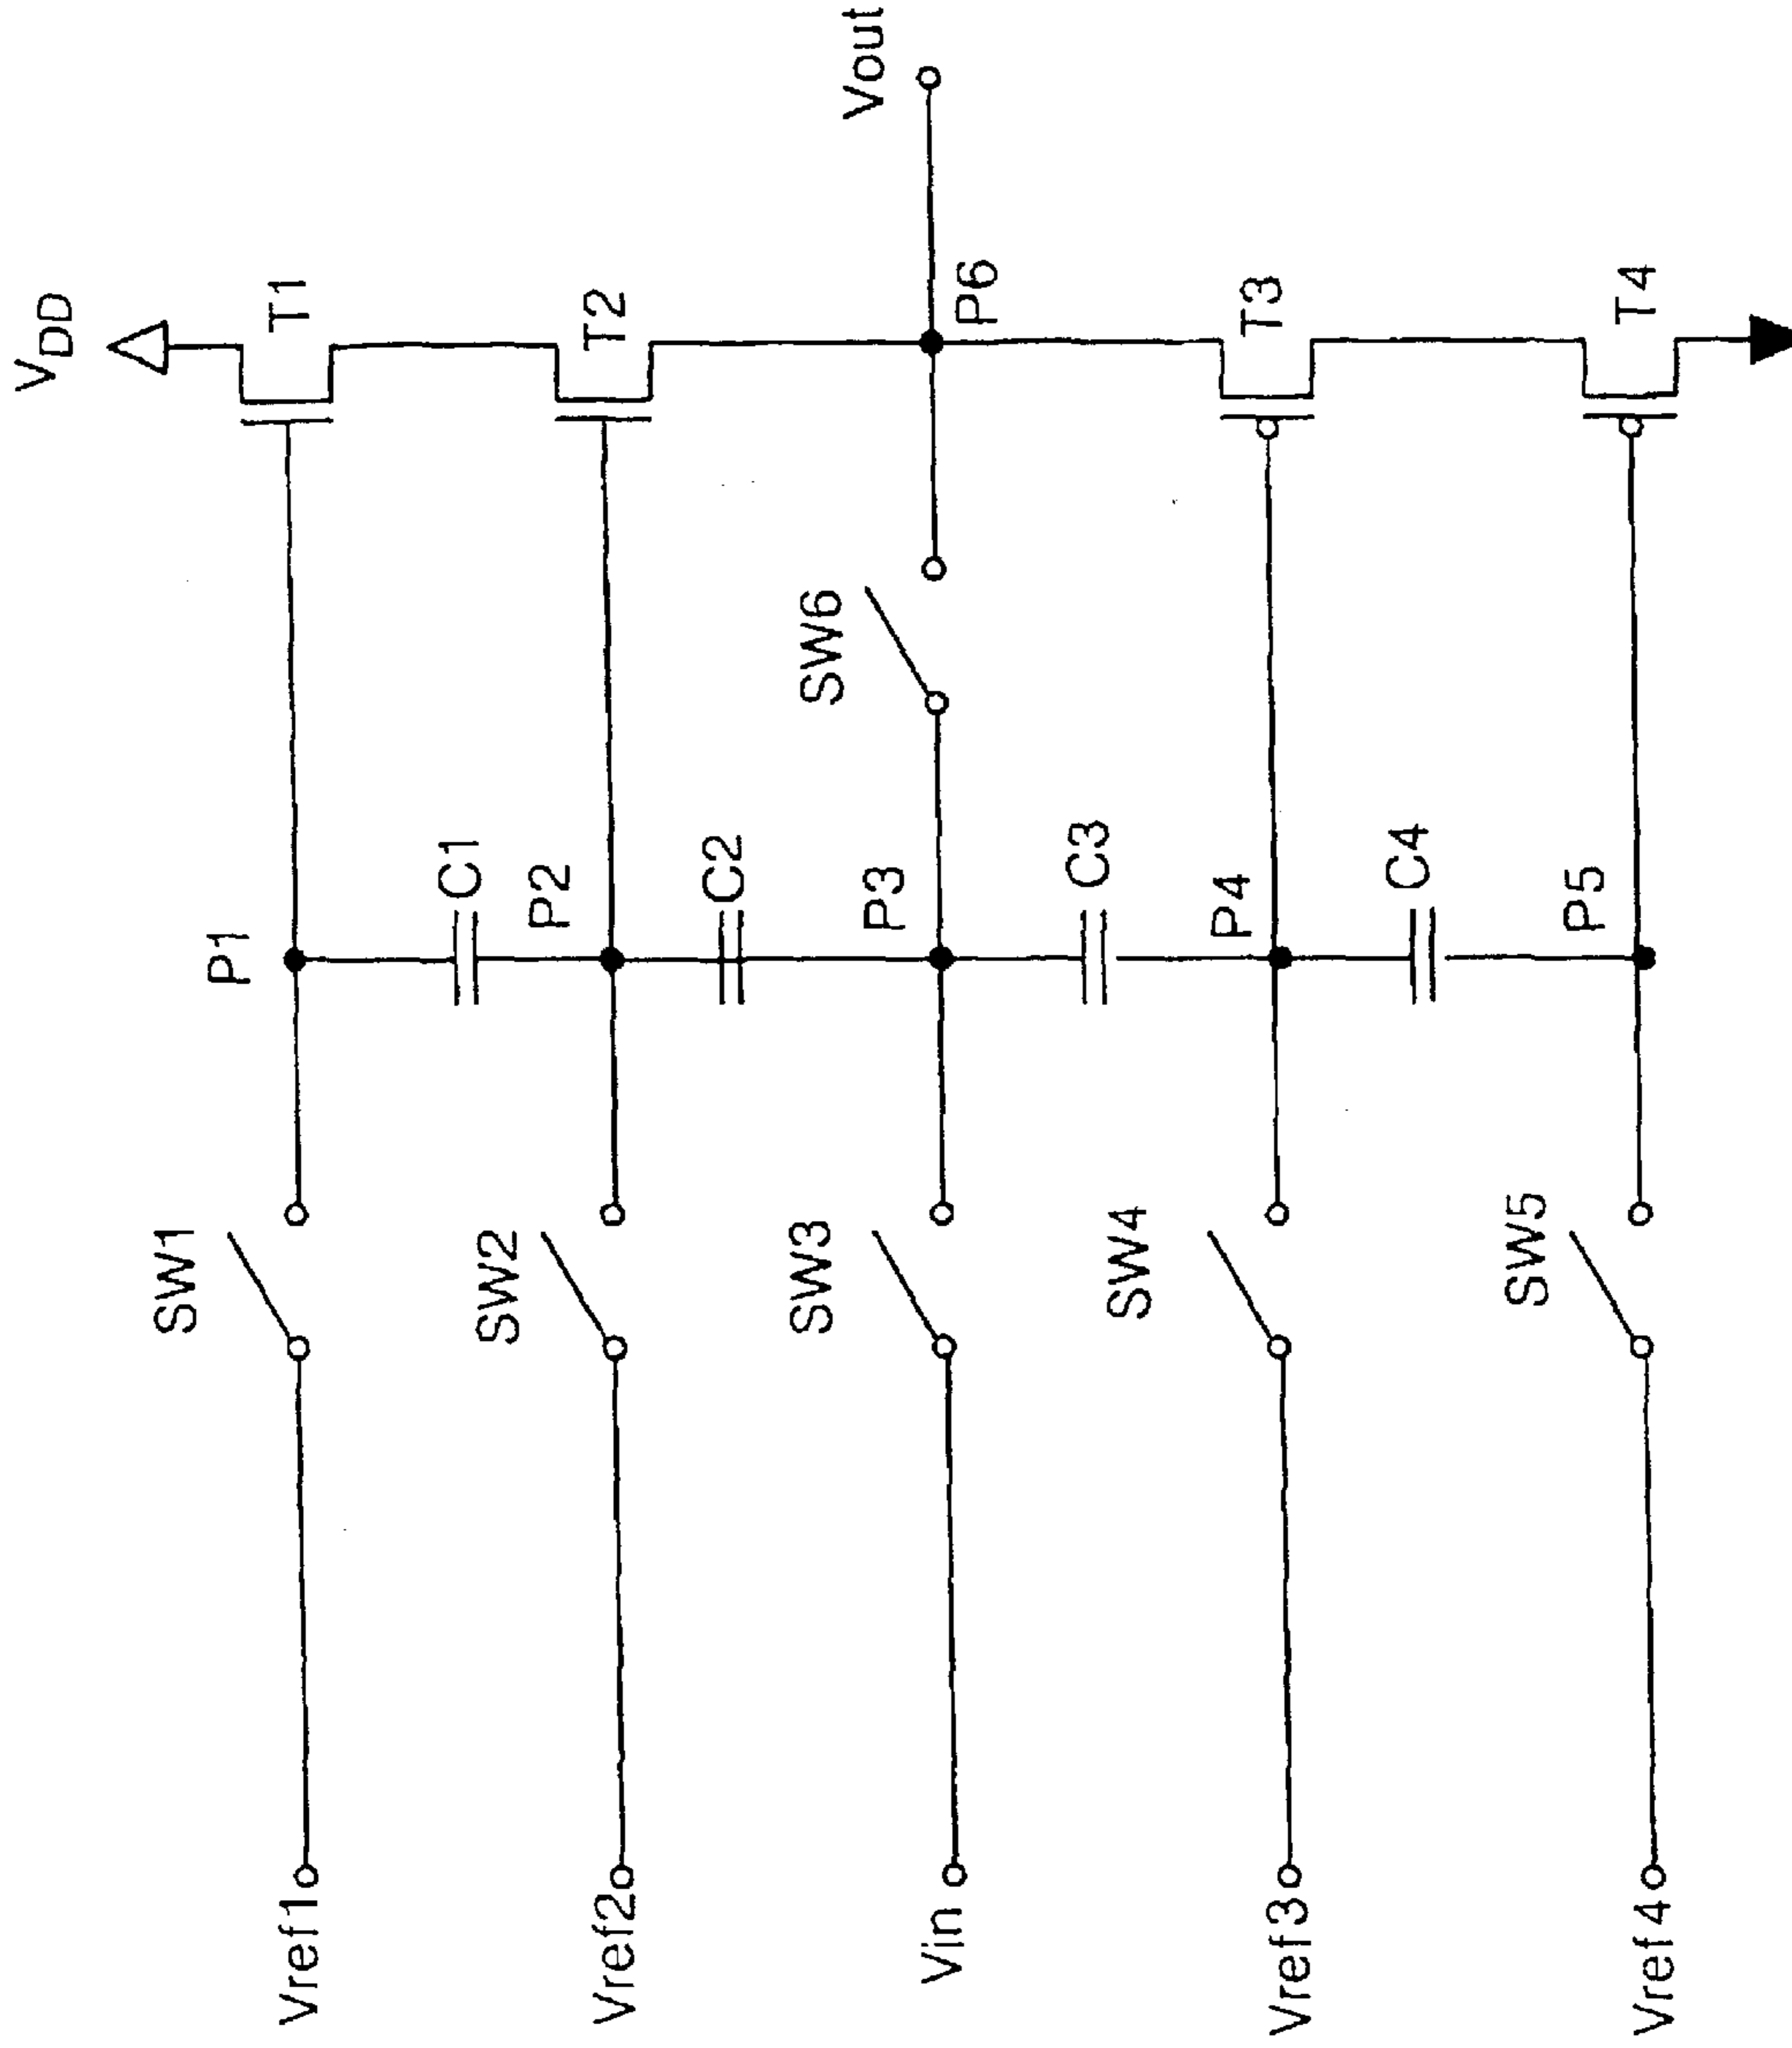 VDD
T1
T2
Vout
P6
T3
T4
SW6
P1
C1
P2
C2
P3
C3
P4
C4
P5
SW1
SW2
SW3
SW4
SW5
Vref1
Vref2
Vin
Vref3
Vref4